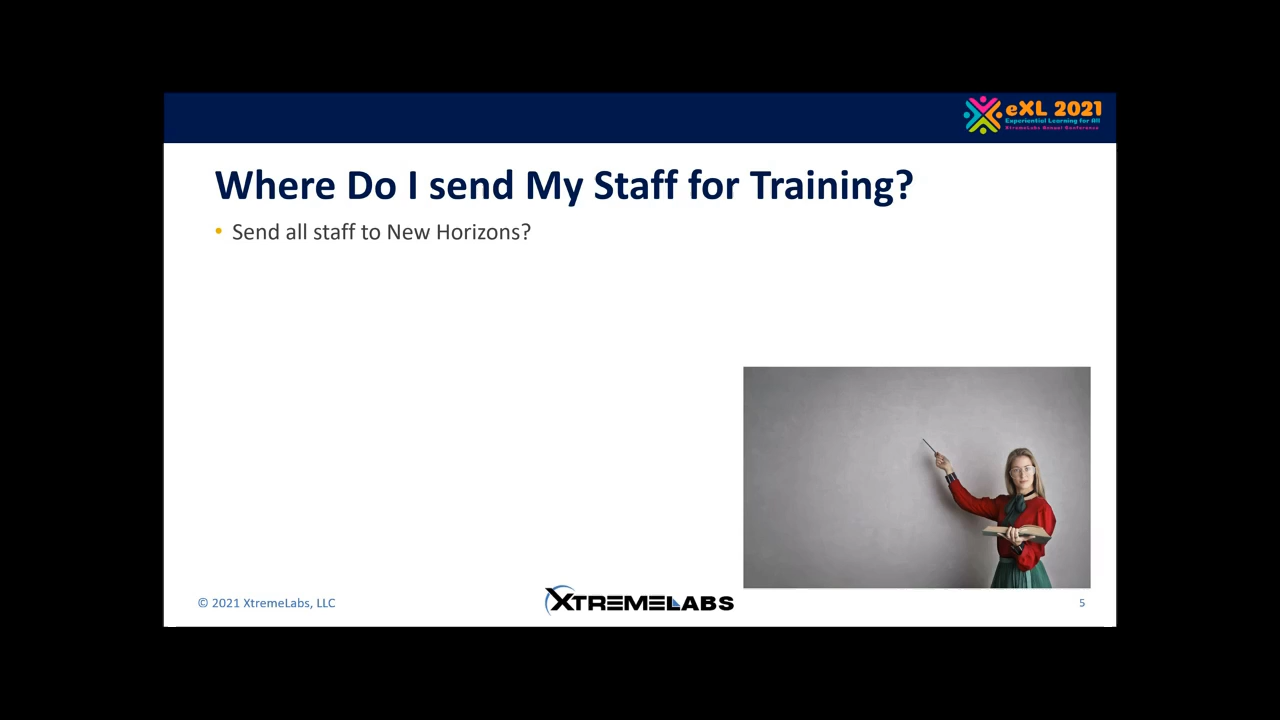 eXL 2021
Experiential Learning for All
XtremeLabs Annual Conference
Where Do I send My Staff for Training?
• Send all staff to New Horizons?
© 2021 XtremeLabs, LLC
XTREMELABS
5